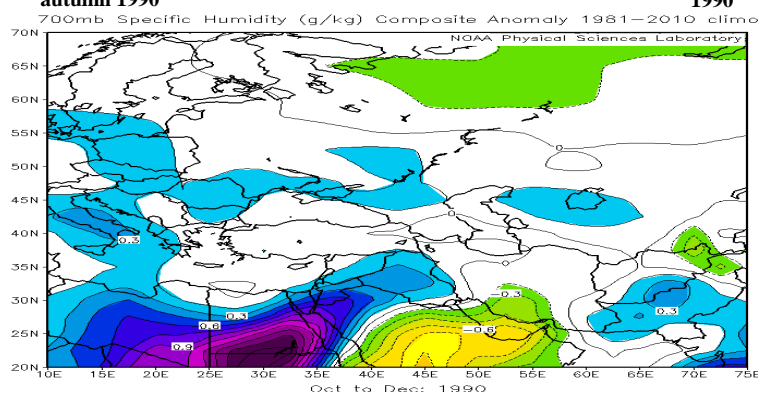 autumn 1990
1990
700mb Specific Humidity (g/kg) Composite Anomaly 1981-2010 climo
NOAA Physical Sciences Laboratory
70N
65N
60N
55N
50N
45N
40N
35N
30N
25N
20N
0
0
0
0.3
0.3
0.6
0.9
-0.3
-0.6
0.3
10E 15E 20E 25E 30E 35E 40E 45E 50E 55E 60E 65E 70E 75E
Oct to Dec: 1990